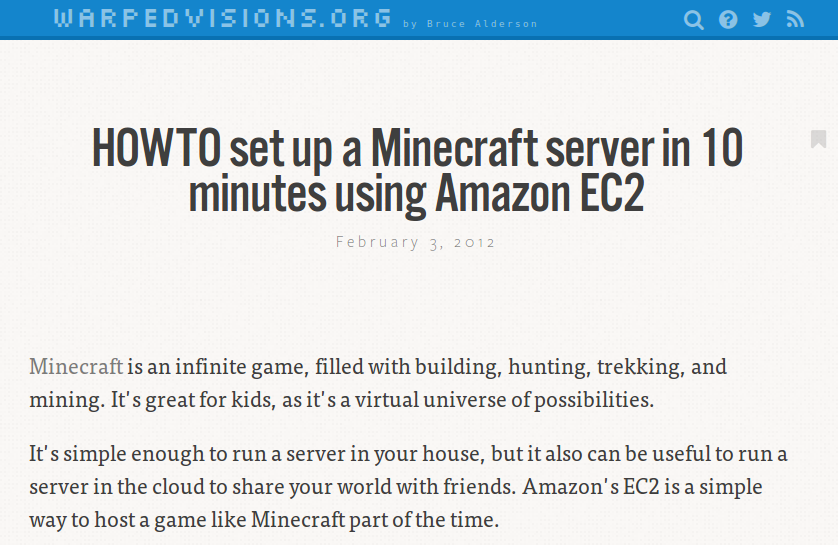 WARPEDVISIONS.ORG by Bruce Alderson
HOWTO set up a Minecraft server in 10
minutes using Amazon EC2
February 3, 2012
Minecraft is an infinite game, filled with building, hunting, trekking, and
mining. It's great for kids, as it's a virtual universe of possibilities.
It's simple enough to run a server in your house, but it also can be useful to run a
server in the cloud to share your world with friends. Amazon's EC2 is a simple
way to host a game like Minecraft part of the time.